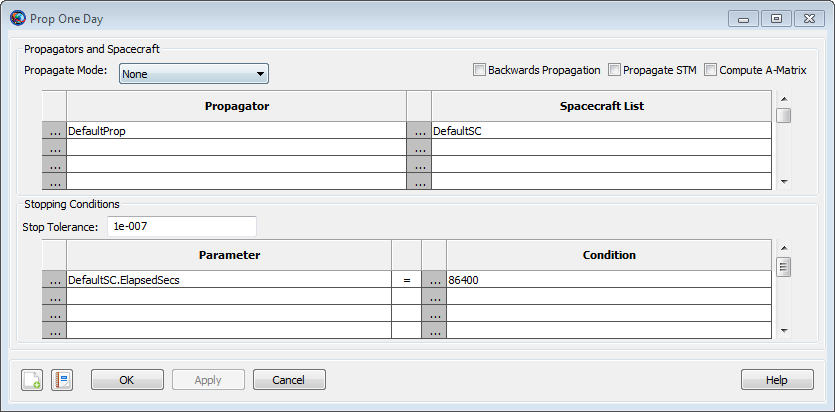 Prop One Day
Propagators and Spacecraft
Propagate Mode: None Backwards Propagation Propagate STM Compute A-Matrix
Propagator Spacecraft List
... DefaultProp ... DefaultSC
... ...
... ...
... ...
Stopping Conditions
Stop Tolerance: 1e-007
Parameter Condition
... DefaultSC.ElapsedSecs = ... 86400
... ...
... ...
... ...
OK Apply Cancel Help